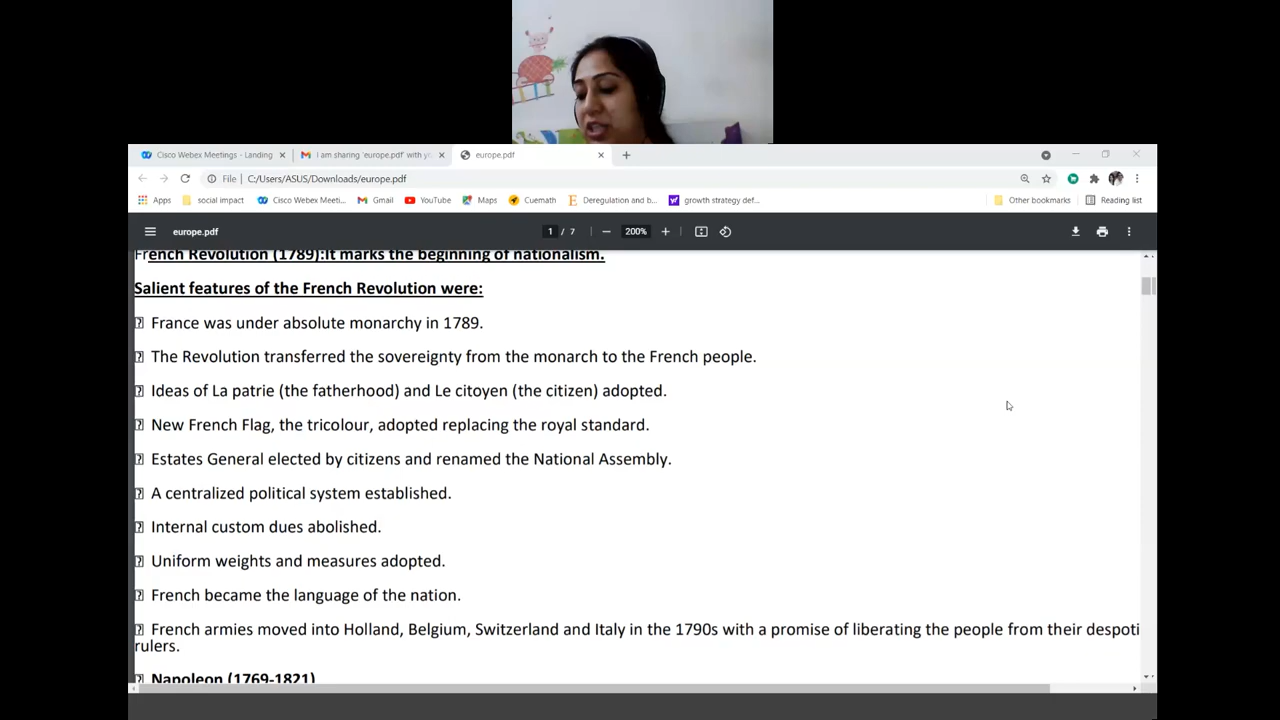 Cisco Webex Meetings - Landing
I am sharing 'europe.pdf' with
europe.pdf
File | C:/Users/ASUS/Downloads/europe.pdf
Apps social impact Cisco Webex Meeti... Gmail YouTube Maps Cuemath Deregulation and b... growth strategy def... Other bookmarks Reading list
europe.pdf 1 / 7 200%
French Revolution (1789):It marks the beginning of nationalism.
Salient features of the French Revolution were:
France was under absolute monarchy in 1789.
The Revolution transferred the sovereignty from the monarch to the French people.
Ideas of La patrie (the fatherhood) and Le citoyen (the citizen) adopted.
New French Flag, the tricolour, adopted replacing the royal standard.
Estates General elected by citizens and renamed the National Assembly.
A centralized political system established.
Internal custom dues abolished.
Uniform weights and measures adopted.
French became the language of the nation.
French armies moved into Holland, Belgium, Switzerland and Italy in the 1790s with a promise of liberating the people from their despoti
rulers.
Napoleon (1769-1821)